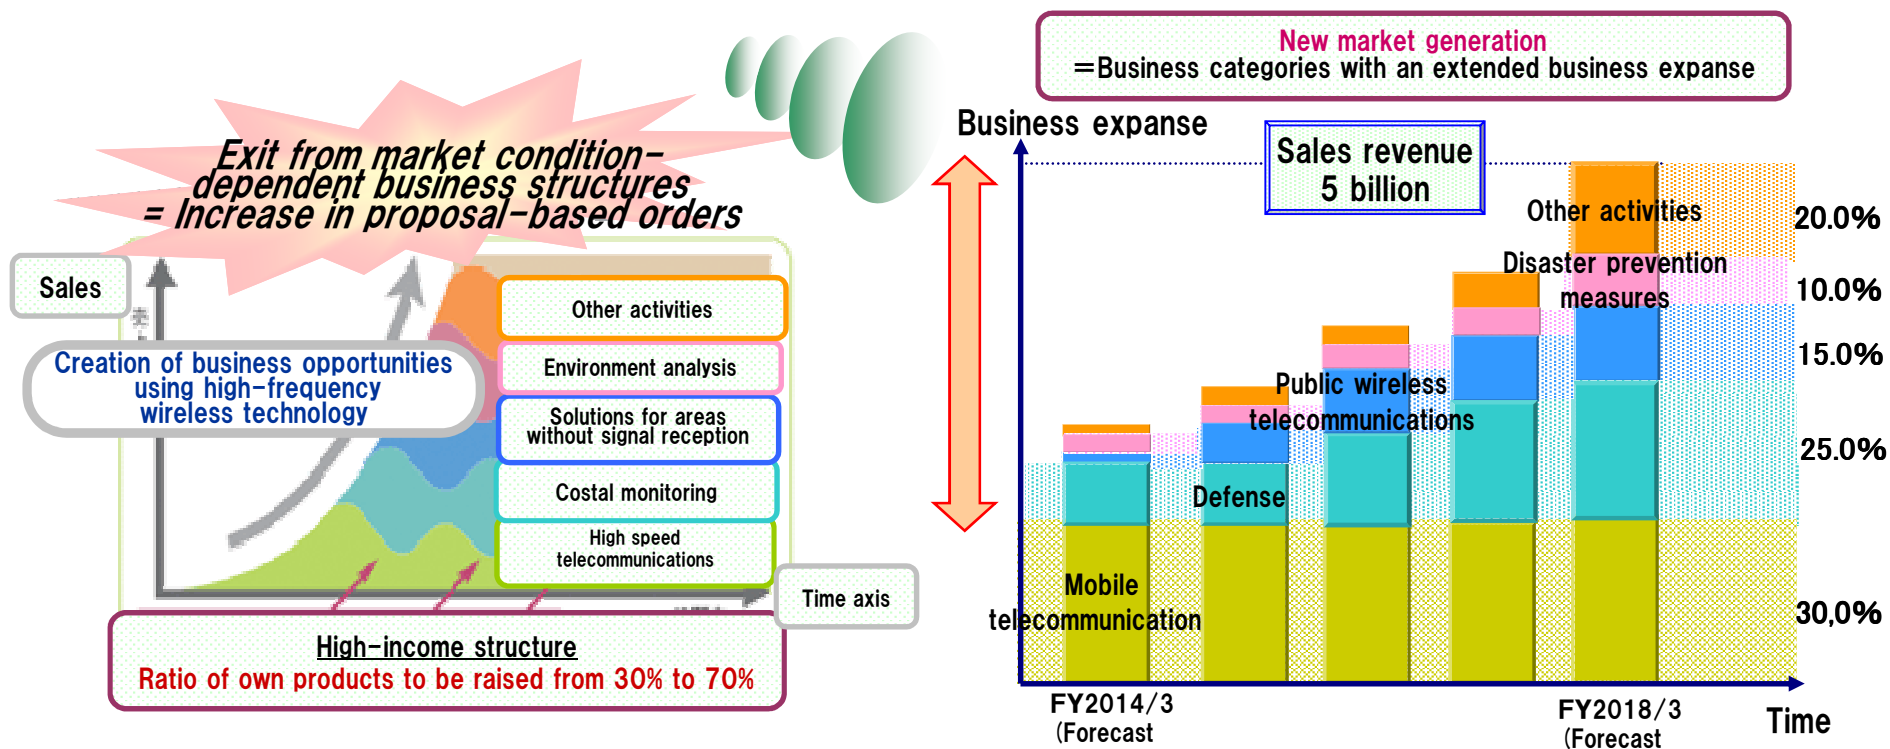 Exit from market condition-
dependent business structures
= Increase in proposal-based orders
Sales
Creation of business opportunities
using high-frequency
wireless technology
Other activities
Environment analysis
Solutions for areas
without signal reception
Costal monitoring
High speed
telecommunications
Time axis
High-income structure
Ratio of own products to be raised from 30% to 70%
New market generation
=Business categories with an extended business expanse
Business expanse
Sales revenue
5 billion
Other activities
20.0%
Disaster prevention
measures
10.0%
15.0%
Public wireless
telecommunications
25.0%
Defense
Mobile
telecommunication
30.0%
FY2014/3
(Forecast
FY2018/3
(Forecast
Time